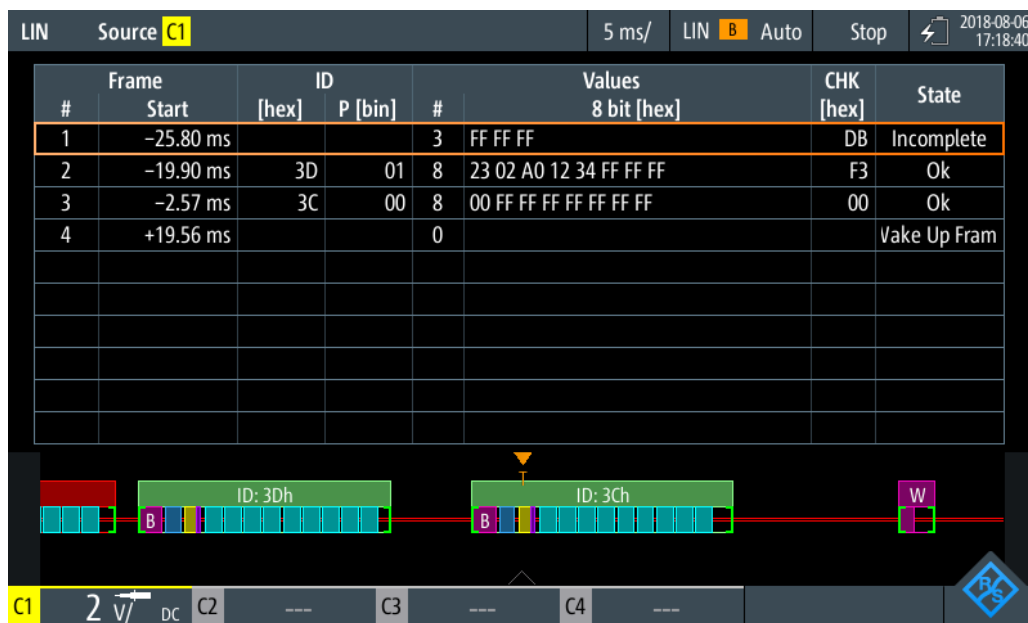 LIN Source C1 5 ms/ LIN B Auto Stop 2018-08-06
17:18:40
Frame ID Values CHK State
# Start [hex] P [bin] # 8 bit [hex] [hex]
1 −25.80 ms 3 FF FF FF DB Incomplete
2 −19.90 ms 3D 01 8 23 02 A0 12 34 FF FF FF F3 Ok
3 −2.57 ms 3C 00 8 00 FF FF FF FF FF FF FF 00 Ok
4 +19.56 ms 0 Wake Up Fram
T
ID: 3Dh ID: 3Ch W
B B
C1 2 V/ DC C2 --- C3 --- C4 ---
R&S